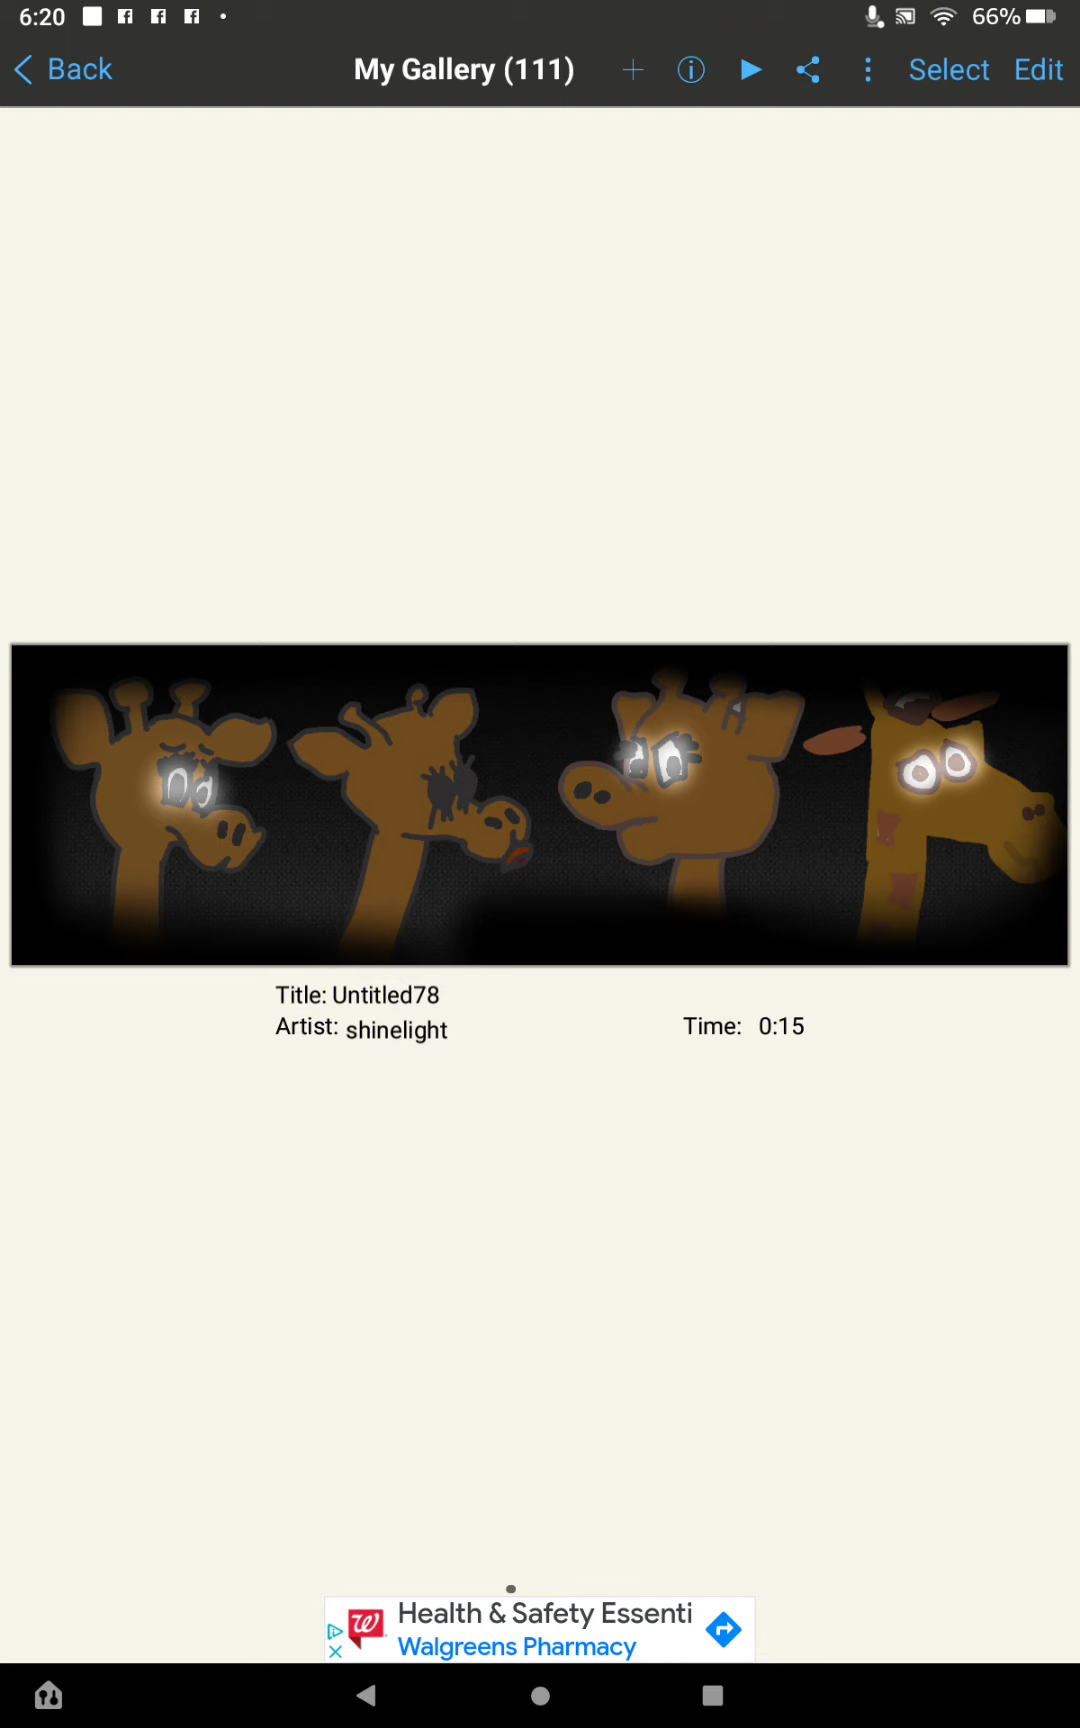 6:20
66%
Back
My Gallery (111)
Select
Edit
Title: Untitled78
Artist: shinelight
Time: 0:15
Health & Safety Essenti
Walgreens Pharmacy